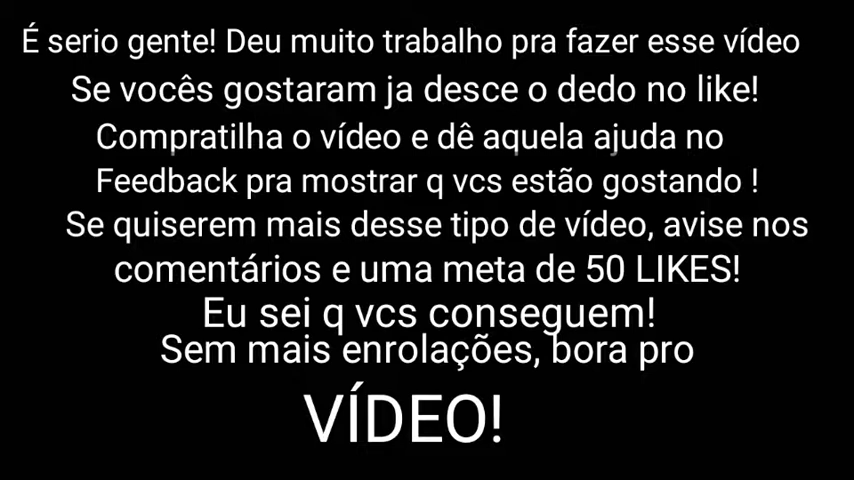 É serio gente! Deu muito trabalho pra fazer esse vídeo
Se vocês gostaram ja desce o dedo no like!
Compratilha o vídeo e dê aquela ajuda no
Feedback pra mostrar q vcs estão gostando !
Se quiserem mais desse tipo de vídeo, avise nos
comentários e uma meta de 50 LIKES!
Eu sei q vcs conseguem!
Sem mais enrolações, bora pro
VÍDEO!